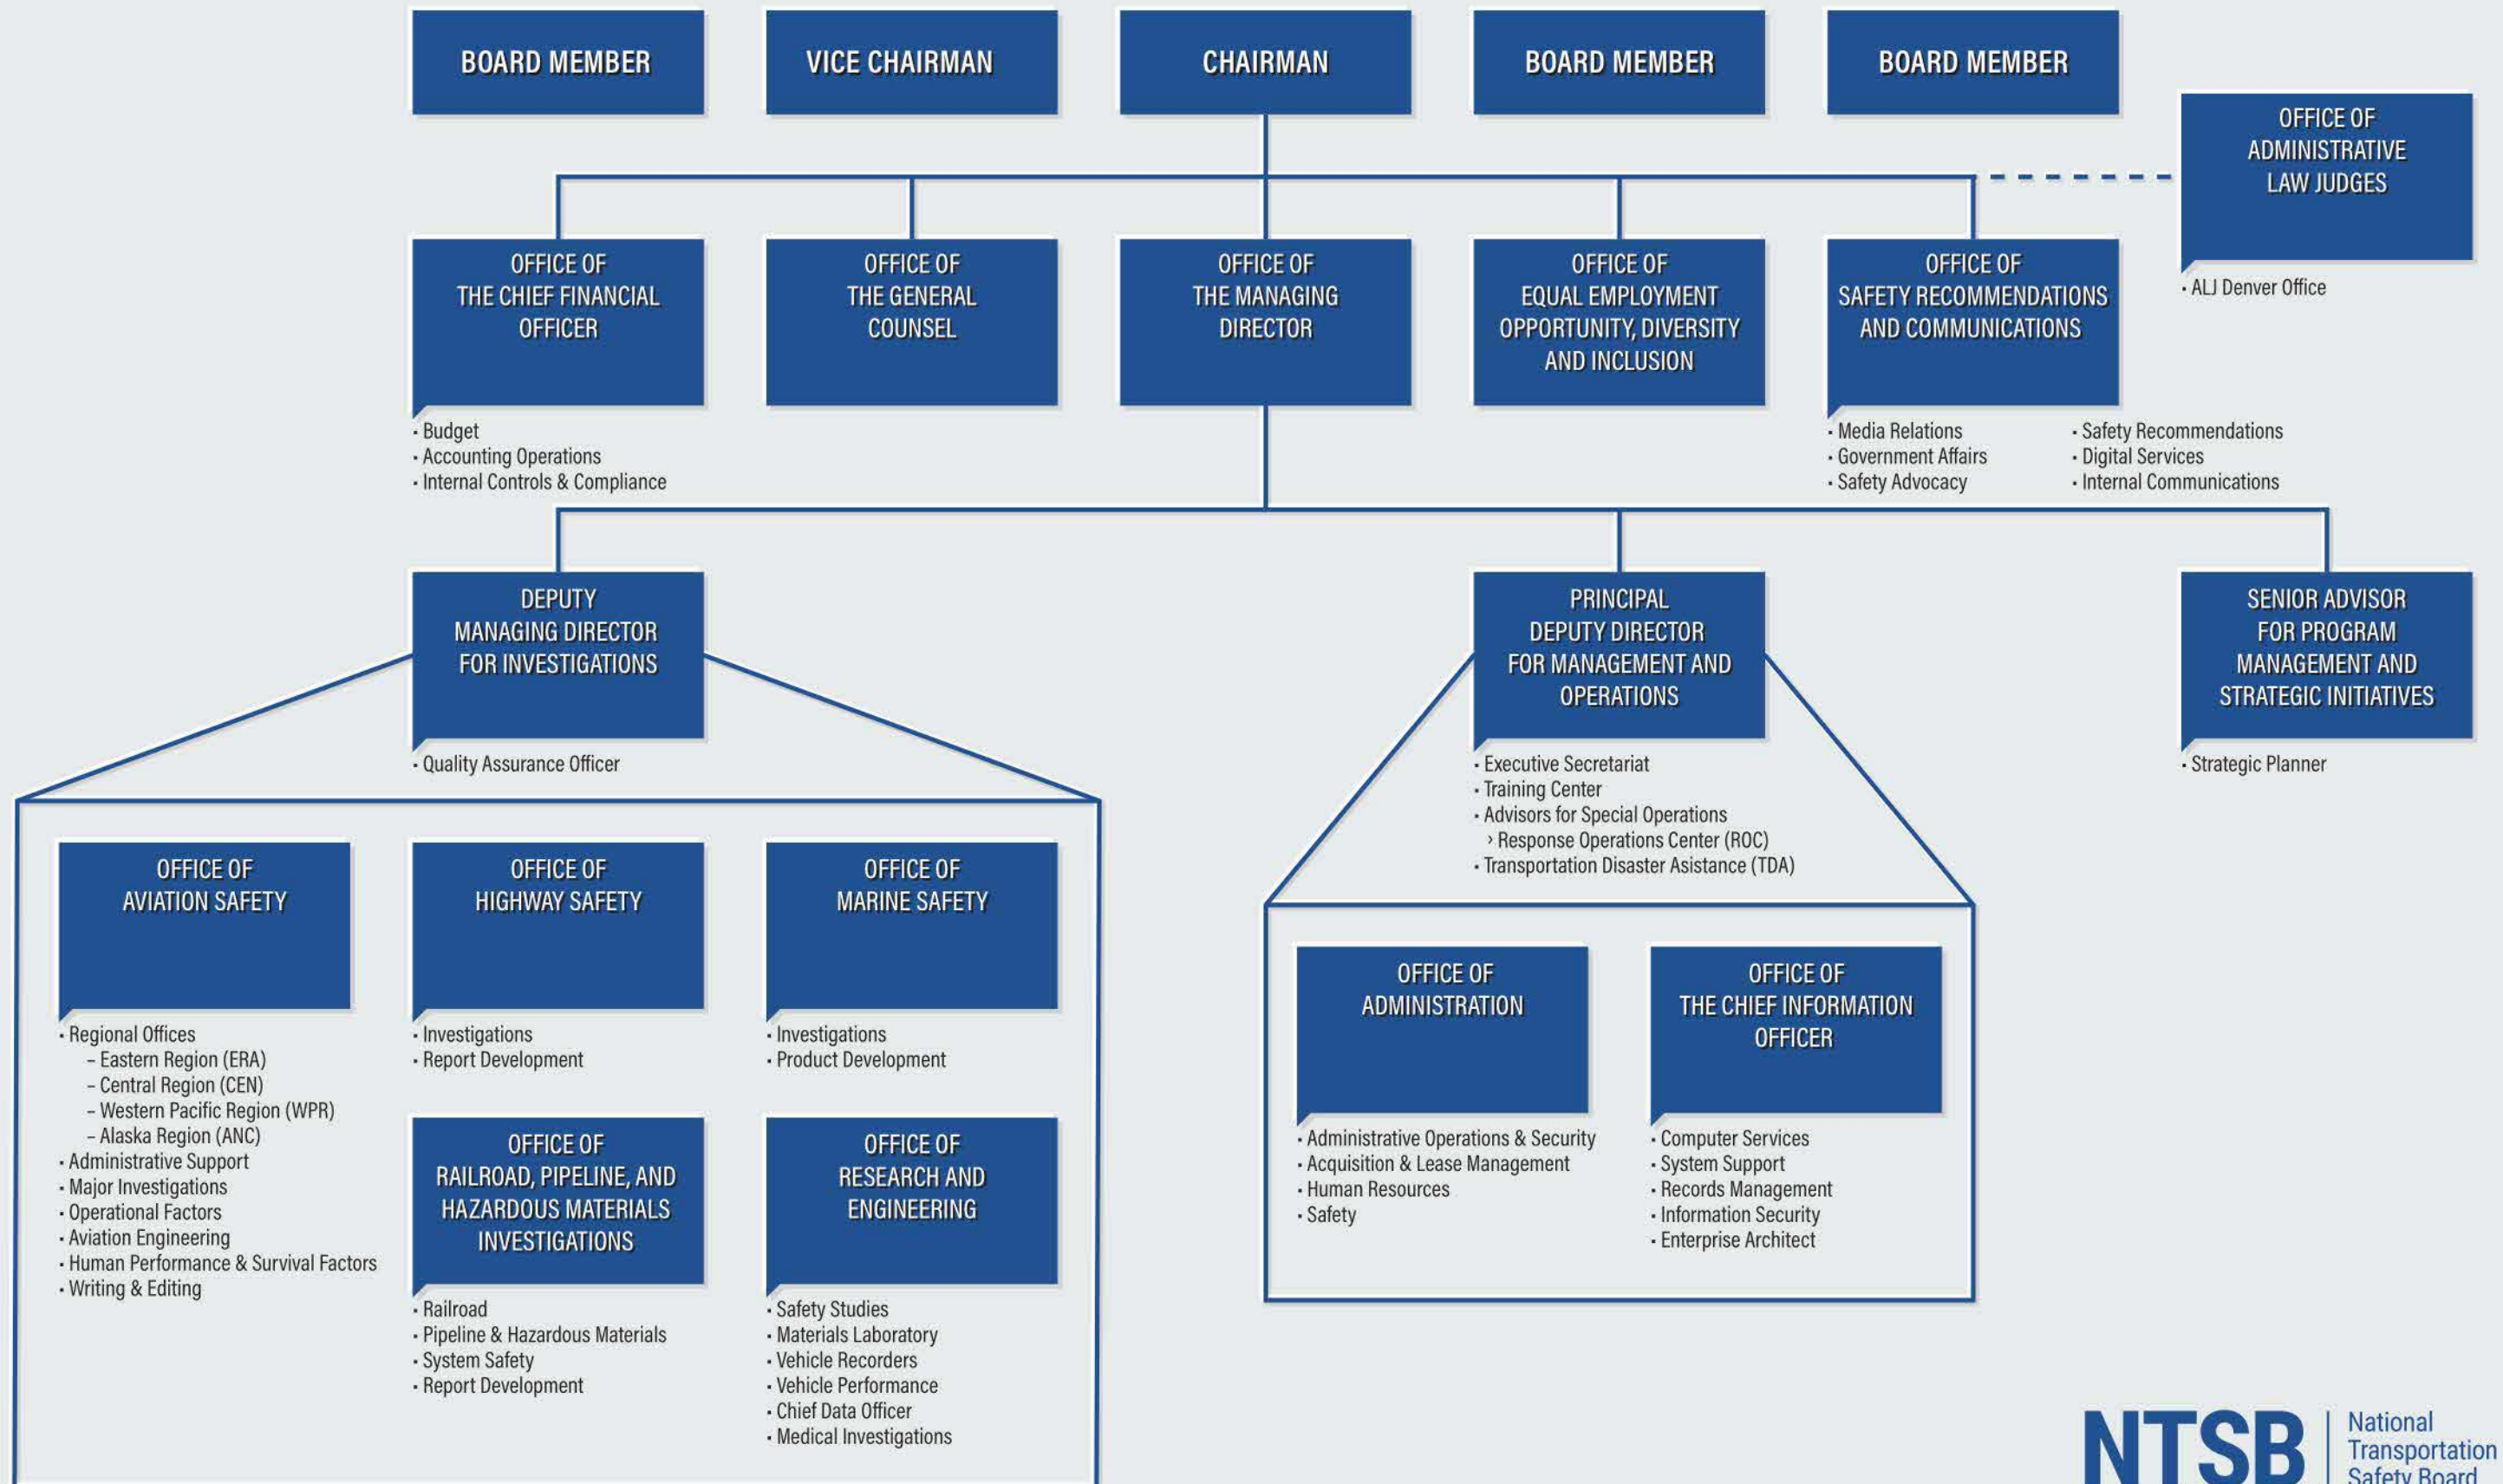 BOARD MEMBER
VICE CHAIRMAN
CHAIRMAN
BOARD MEMBER
BOARD MEMBER
OFFICE OF
ADMINISTRATIVE
LAW JUDGES
· ALJ Denver Office
OFFICE OF
THE CHIEF FINANCIAL
OFFICER
· Budget
· Accounting Operations
· Internal Controls & Compliance
OFFICE OF
THE GENERAL
COUNSEL
OFFICE OF
THE MANAGING
DIRECTOR
OFFICE OF
EQUAL EMPLOYMENT
OPPORTUNITY, DIVERSITY
AND INCLUSION
OFFICE OF
SAFETY RECOMMENDATIONS
AND COMMUNICATIONS
· Media Relations
· Government Affairs
· Safety Advocacy
· Safety Recommendations
· Digital Services
· Internal Communications
DEPUTY
MANAGING DIRECTOR
FOR INVESTIGATIONS
· Quality Assurance Officer
PRINCIPAL
DEPUTY DIRECTOR
FOR MANAGEMENT AND
OPERATIONS
· Executive Secretariat
· Training Center
· Advisors for Special Operations
› Response Operations Center (ROC)
· Transportation Disaster Asistance (TDA)
SENIOR ADVISOR
FOR PROGRAM
MANAGEMENT AND
STRATEGIC INITIATIVES
· Strategic Planner
OFFICE OF
AVIATION SAFETY
· Regional Offices
– Eastern Region (ERA)
– Central Region (CEN)
– Western Pacific Region (WPR)
– Alaska Region (ANC)
· Administrative Support
· Major Investigations
· Operational Factors
· Aviation Engineering
· Human Performance & Survival Factors
· Writing & Editing
OFFICE OF
HIGHWAY SAFETY
· Investigations
· Report Development
OFFICE OF
MARINE SAFETY
· Investigations
· Product Development
OFFICE OF
RAILROAD, PIPELINE, AND
HAZARDOUS MATERIALS
INVESTIGATIONS
· Railroad
· Pipeline & Hazardous Materials
· System Safety
· Report Development
OFFICE OF
RESEARCH AND
ENGINEERING
· Safety Studies
· Materials Laboratory
· Vehicle Recorders
· Vehicle Performance
· Chief Data Officer
· Medical Investigations
OFFICE OF
ADMINISTRATION
· Administrative Operations & Security
· Acquisition & Lease Management
· Human Resources
· Safety
OFFICE OF
THE CHIEF INFORMATION
OFFICER
· Computer Services
· System Support
· Records Management
· Information Security
· Enterprise Architect
NTSB
National
Transportation
Safety Board